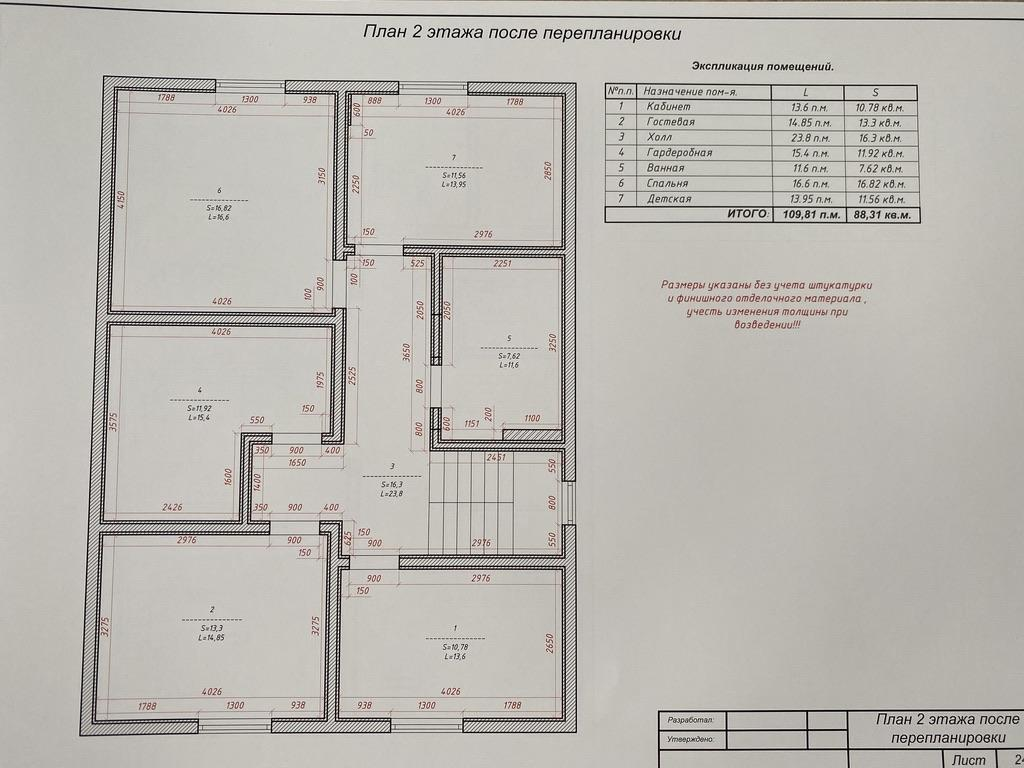 План 2 этажа после перепланировки
Экспликация помещений.
№п.п. Назначение пом-я. L S
1 Кабинет 13.6 п.м. 10.78 кв.м.
2 Гостевая 14.85 п.м. 13.3 кв.м.
3 Холл 23.8 п.м. 16.3 кв.м.
4 Гардеробная 15.4 п.м. 11.92 кв.м.
5 Ванная 11.6 п.м. 7.62 кв.м.
6 Спальня 16.6 п.м. 16.82 кв.м.
7 Детская 13.95 п.м. 11.56 кв.м.
ИТОГО: 109,81 п.м. 88,31 кв.м.
Размеры указаны без учета штукатурки
и финишного отделочного материала ,
учесть изменения толщины при
возведении!!!
1788 1300 938
4026
4150
3150
6
S=16,82
L=16,6
4026
100
900
100
888 1300 1788
4026
600
50
2250
2850
7
S=11,56
L=13,95
150
2976
150
525
2251
2050
2050
3250
5
S=7,62
L=11,6
3650
800
800
600
1151
200
1100
2525
4026
3575
1975
4
S=11,92
L=15,4
150
550
350 900 400
1650
1600
1400
2426
350 900 400
3
S=16,3
L=23,8
2451
550
800
550
625
150
900
2976
2976 900
150
3275
3275
2
S=13,3
L=14,85
4026
1788 1300 938
900 2976
150
2650
1
S=10,78
L=13,6
4026
938 1300 1788
Разработал:
Утверждено:
План 2 этажа после
перепланировки
Лист